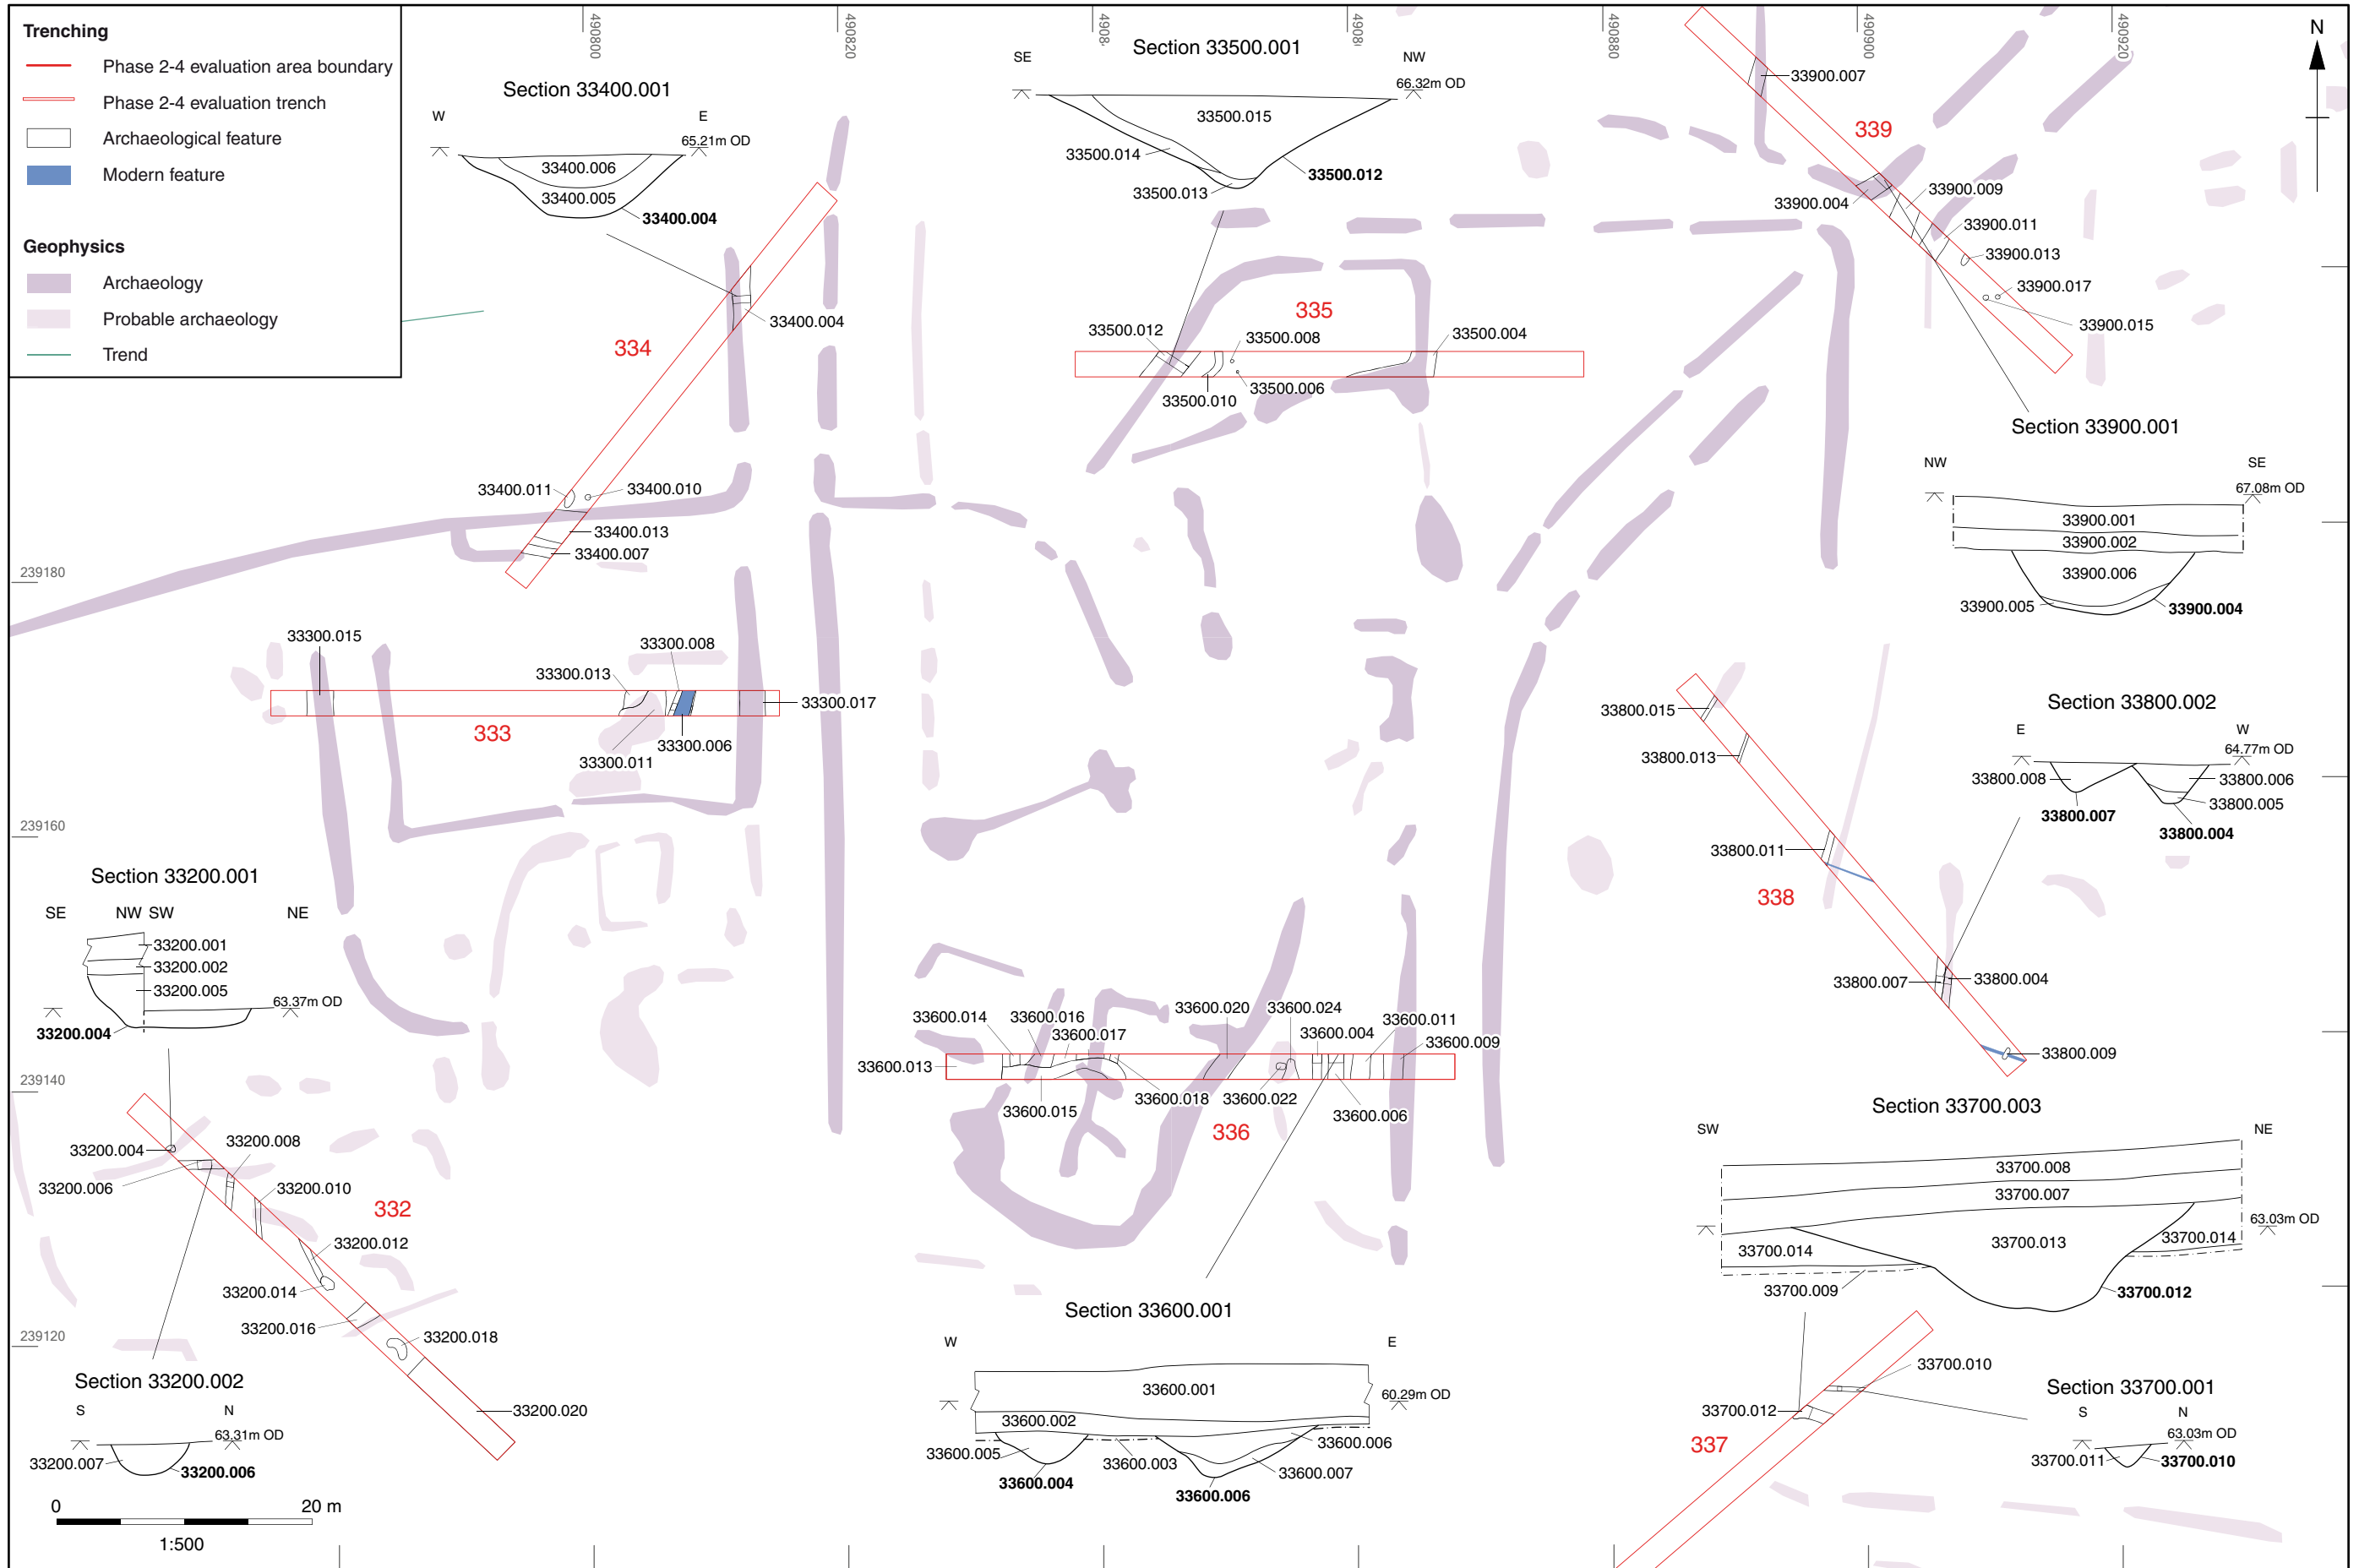 Trenching
Phase 2-4 evaluation area boundary
Phase 2-4 evaluation trench
Archaeological feature
Modern feature
Geophysics
Archaeology
Probable archaeology
Trend
490800
490820
490880
490900
490920
N
Section 33400.001
W E
65.21m OD
33400.006
33400.005
33400.004
334
33400.004
33400.011
33400.010
33400.013
33400.007
Section 33500.001
SE NW
66.32m OD
33500.015
33500.014
33500.013
33500.012
335
33500.012
33500.008
33500.004
33500.006
33500.010
33900.007
339
33900.004
33900.009
33900.011
33900.013
33900.017
33900.015
Section 33900.001
NW SE
67.08m OD
33900.001
33900.002
33900.006
33900.005
33900.004
239180
239160
239140
239120
33300.015
33300.013
33300.008
33300.017
333
33300.006
33300.011
33800.015
33800.013
33800.011
338
33800.007
33800.004
33800.009
Section 33800.002
E W
64.77m OD
33800.008
33800.006
33800.005
33800.007
33800.004
Section 33200.001
SE NW SW NE
33200.001
33200.002
33200.005
63.37m OD
33200.004
33200.004
33200.008
33200.006
33200.010
332
33200.012
33200.014
33200.016
33200.018
33200.020
Section 33200.002
S N
63.31m OD
33200.007
33200.006
0 20 m
1:500
33600.014
33600.016
33600.017
33600.020
33600.024
33600.004
33600.011
33600.009
33600.013
33600.015
33600.018
33600.022
33600.006
336
Section 33600.001
W E
33600.001
60.29m OD
33600.002
33600.005
33600.003
33600.006
33600.007
33600.004
33600.006
Section 33700.003
SW NE
33700.008
33700.007
63.03m OD
33700.014
33700.013
33700.014
33700.009
33700.012
33700.010
33700.012
337
Section 33700.001
S N
63.03m OD
33700.011
33700.010